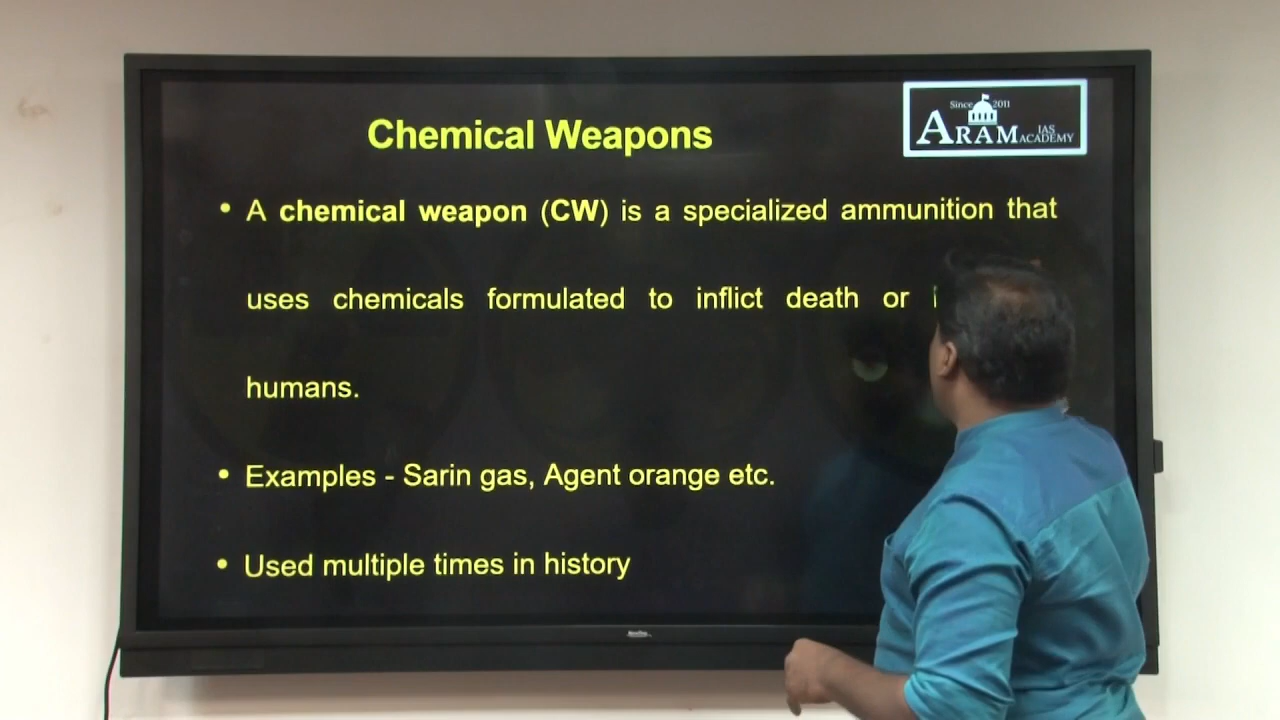 Chemical Weapons
Since 2011
ARAM IAS ACADEMY
• A chemical weapon (CW) is a specialized ammunition that
uses chemicals formulated to inflict death or
humans.
• Examples - Sarin gas, Agent orange etc.
• Used multiple times in history